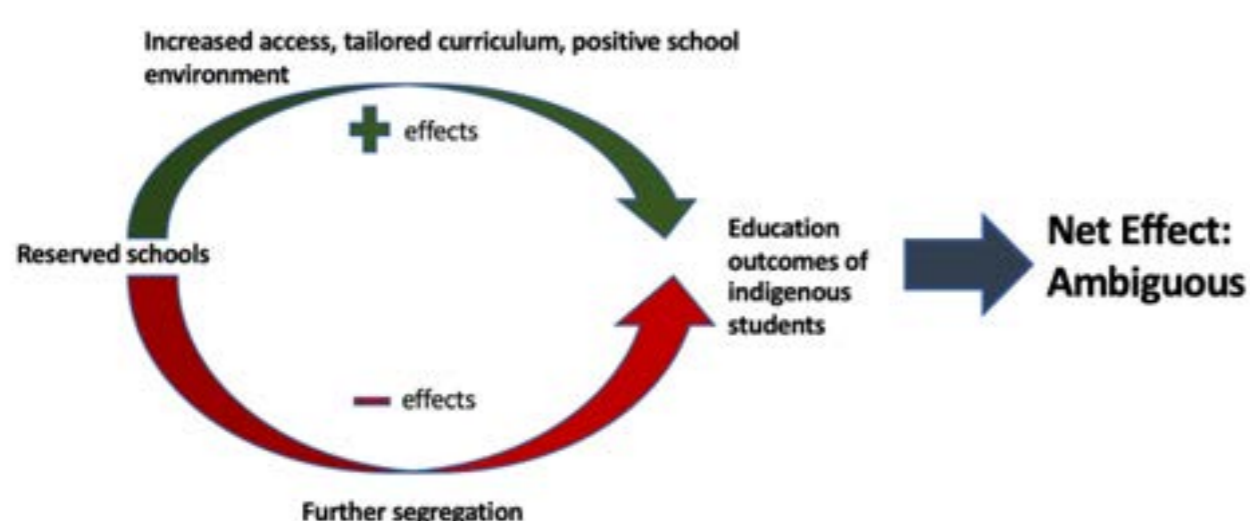 Increased access, tailored curriculum, positive school
environment
effects
Reserved schools
Education
outcomes of
indigenous
students
Net Effect:
Ambiguous
effects
Further segregation